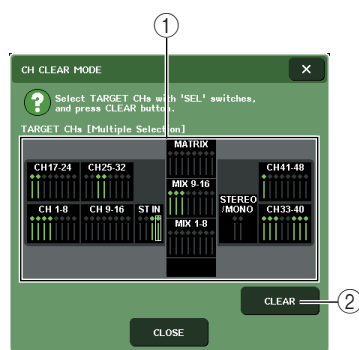 ①
CH CLEAR MODE
×
?
Select TARGET CHs with 'SEL' switches,
and press CLEAR button.
TARGET CHs [Multiple Selection]
MATRIX
CH17-24 CH25-32 CH41-48
MIX 9-16
CH 1-8 CH 9-16 ST IN STEREO
/MONO CH33-40
MIX 1-8
CLEAR ②
CLOSE